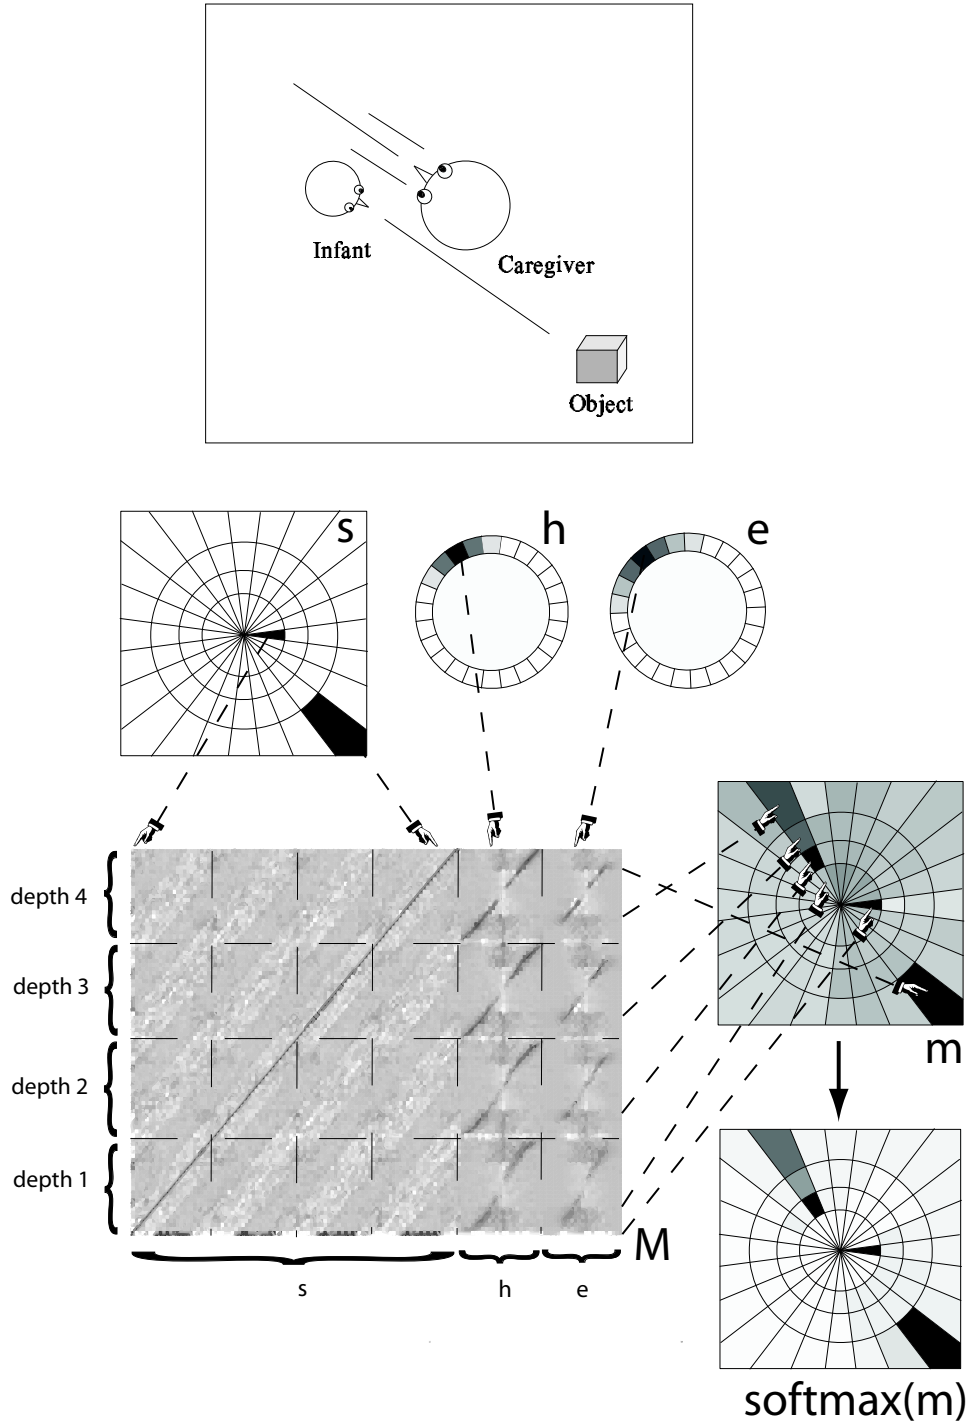 Infant
Caregiver
Object
s
h
e
depth 4
depth 3
depth 2
depth 1
m
M
s
h
e
softmax(m)